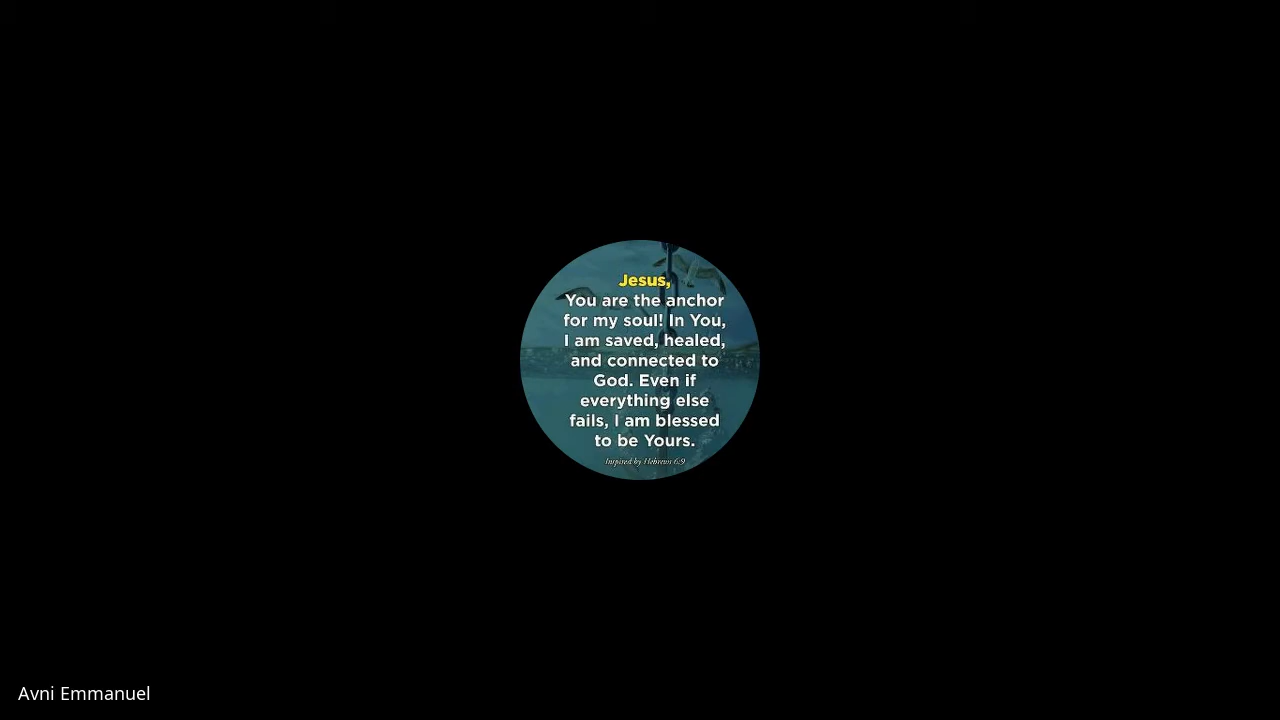 Jesus,
You are the anchor
for my soul! In You,
I am saved, healed,
and connected to
God. Even if
everything else
fails, I am blessed
to be Yours.
Inspired by Hebrews 6:9
Avni Emmanuel